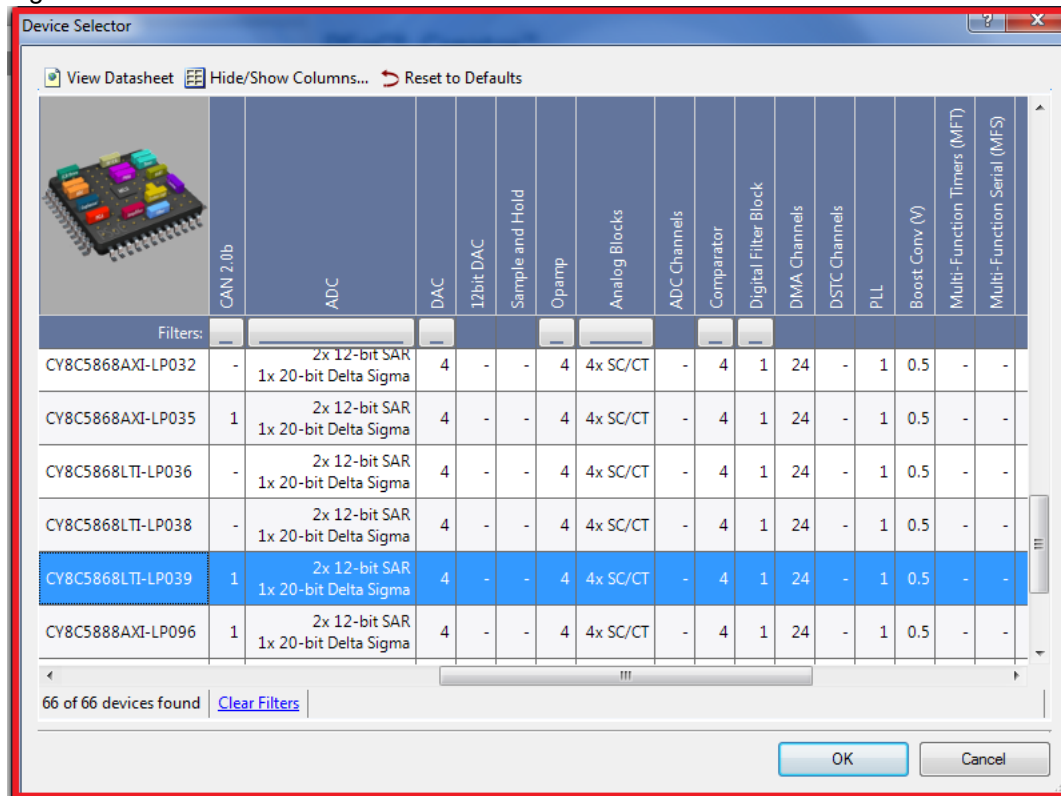 Device Selector
View Datasheet Hide/Show Columns... Reset to Defaults
CAN 2.0b ADC DAC 12bit DAC Sample and Hold Opamp Analog Blocks ADC Channels Comparator Digital Filter Block DMA Channels DSTC Channels PLL Boost Conv (V) Multi-Function Timers (MFT) Multi-Function Serial (MFS)
Filters:
2x 12-bit SAR
CY8C5868AXI-LP032 - 4 - - 4 4x SC/CT - 4 1 24 - 1 0.5 - -
1x 20-bit Delta Sigma
2x 12-bit SAR
CY8C5868AXI-LP035 1 4 - - 4 4x SC/CT - 4 1 24 - 1 0.5 - -
1x 20-bit Delta Sigma
2x 12-bit SAR
CY8C5868LTI-LP036 - 4 - - 4 4x SC/CT - 4 1 24 - 1 0.5 - -
1x 20-bit Delta Sigma
2x 12-bit SAR
CY8C5868LTI-LP038 - 4 - - 4 4x SC/CT - 4 1 24 - 1 0.5 - -
1x 20-bit Delta Sigma
2x 12-bit SAR
CY8C5868LTI-LP039 1 4 - - 4 4x SC/CT - 4 1 24 - 1 0.5 - -
1x 20-bit Delta Sigma
2x 12-bit SAR
CY8C5888AXI-LP096 1 4 - - 4 4x SC/CT - 4 1 24 - 1 0.5 - -
1x 20-bit Delta Sigma
66 of 66 devices found Clear Filters
OK Cancel